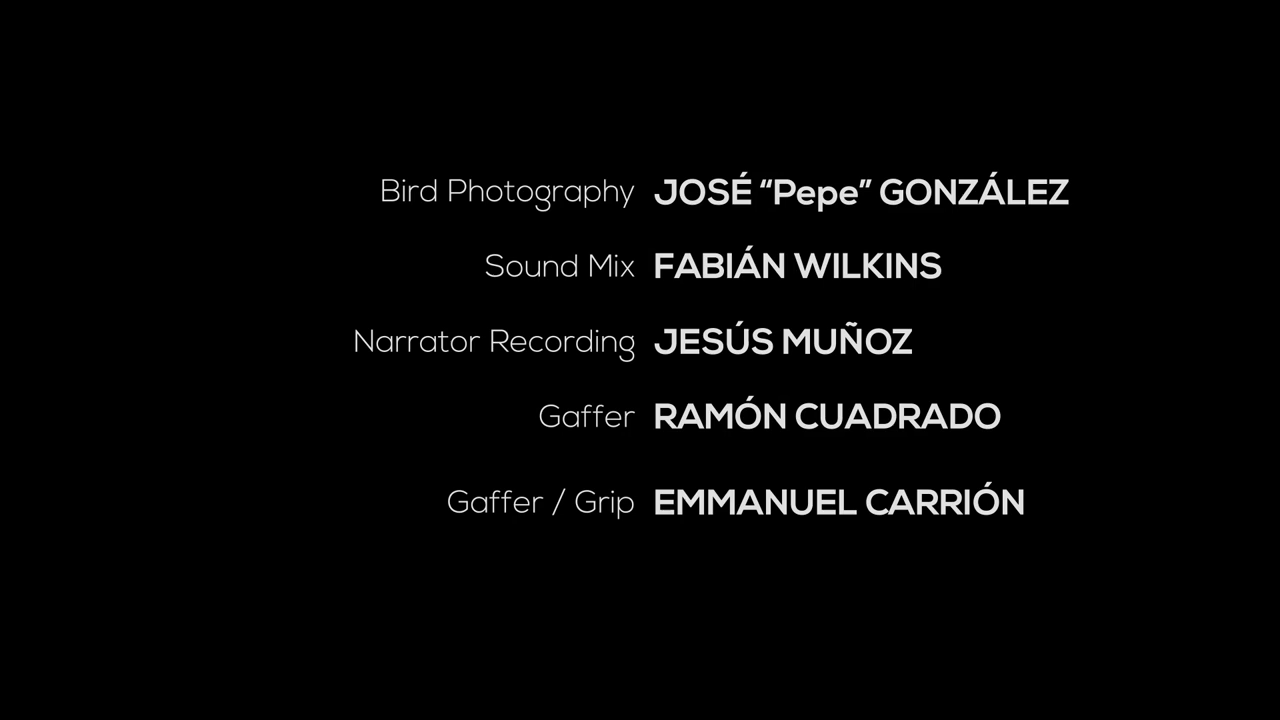 Bird Photography JOSÉ “Pepe” GONZÁLEZ
Sound Mix FABIÁN WILKINS
Narrator Recording JESÚS MUÑOZ
Gaffer RAMÓN CUADRADO
Gaffer / Grip EMMANUEL CARRIÓN